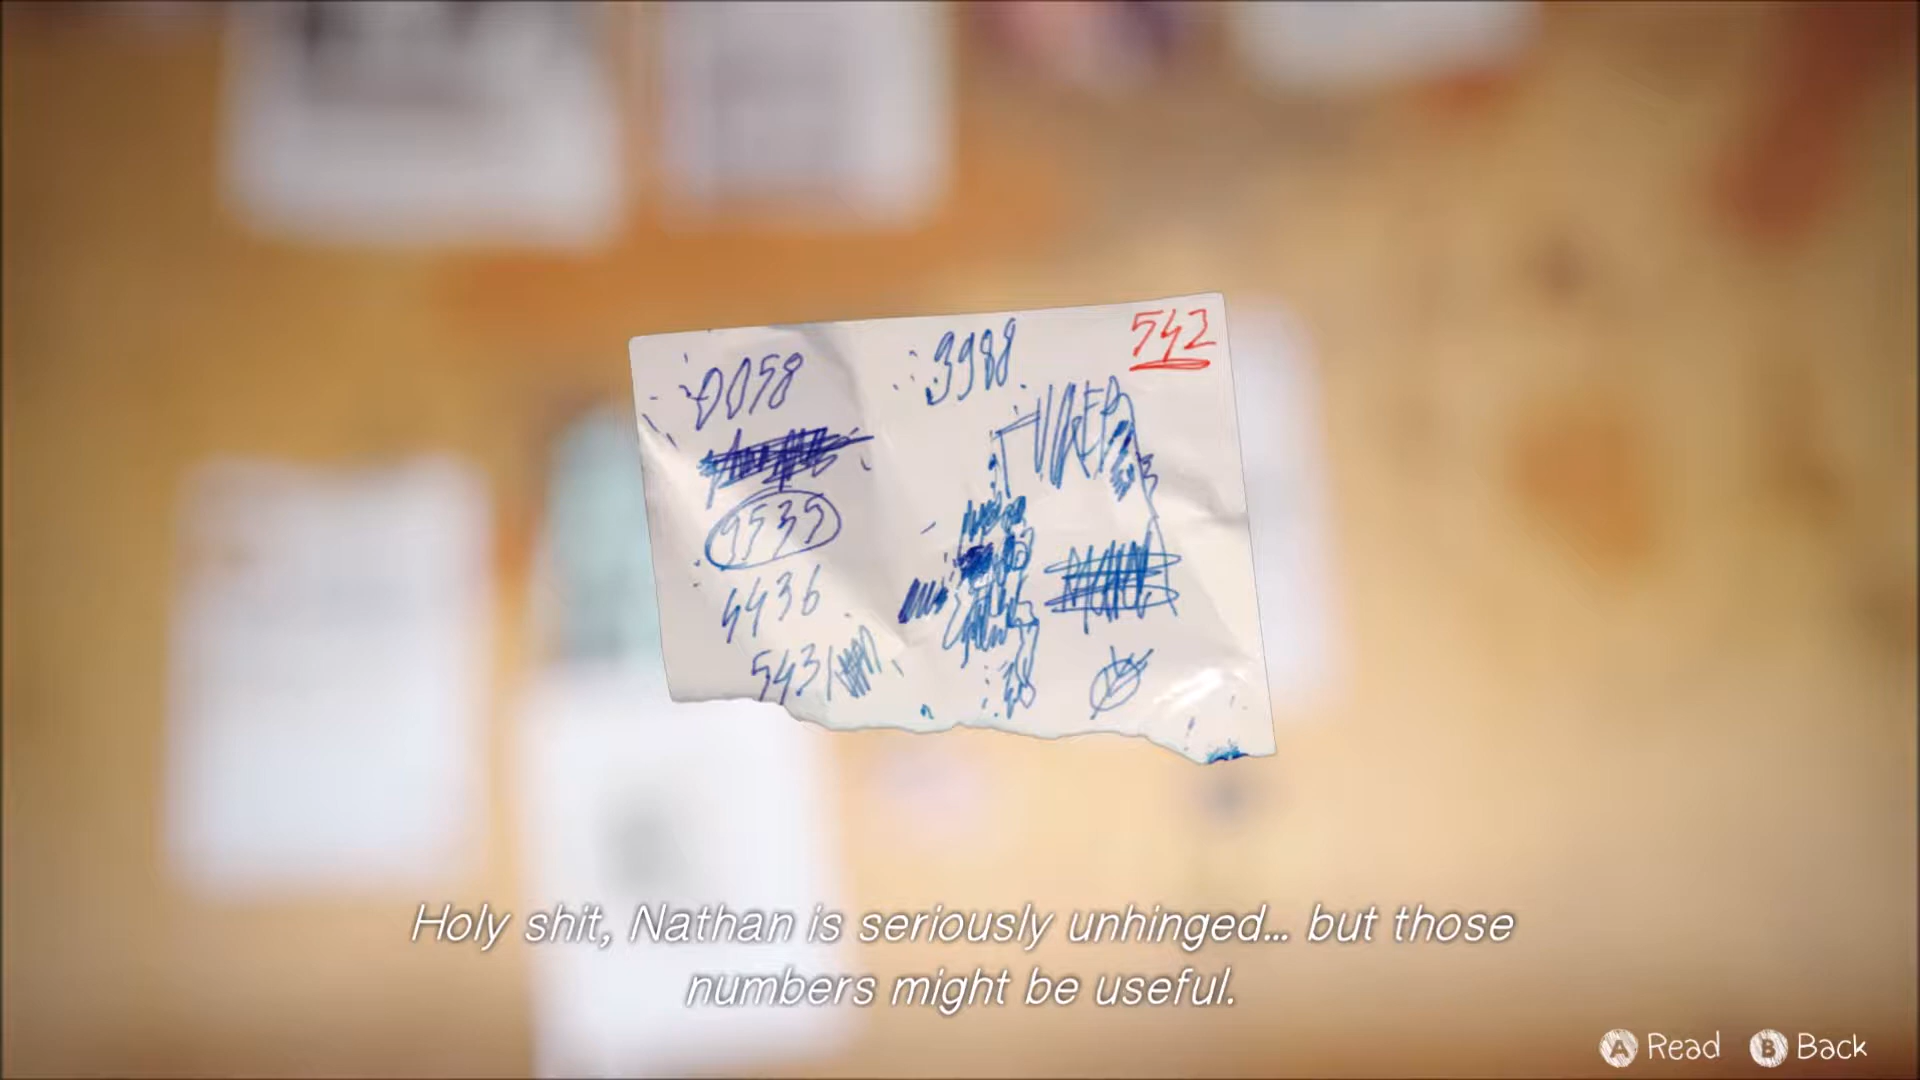 542
3988
0058
9535
5436
543
Holy shit, Nathan is seriously unhinged... but those
numbers might be useful.
A Read B Back